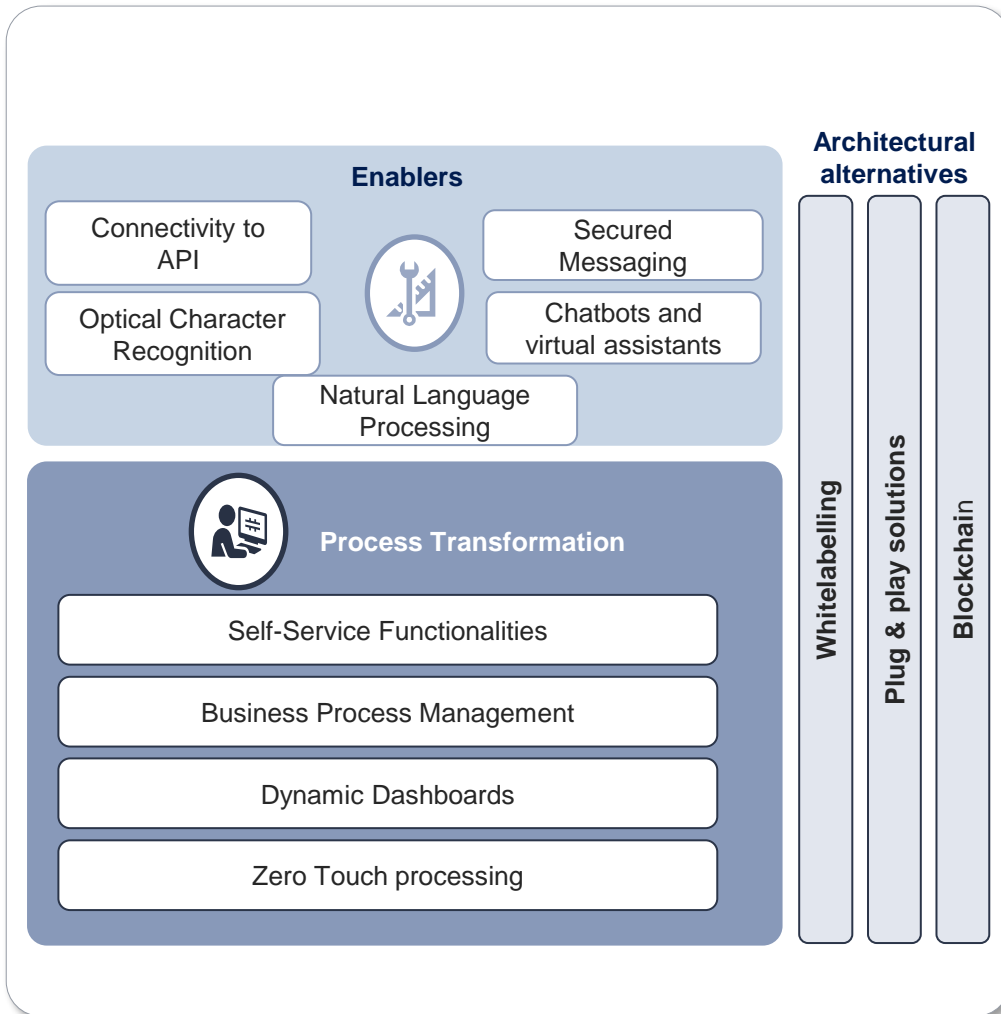 Enablers
Connectivity to
API
Secured
Messaging
Optical Character
Recognition
Chatbots and
virtual assistants
Natural Language
Processing
Process Transformation
Self-Service Functionalities
Business Process Management
Dynamic Dashboards
Zero Touch processing
Architectural
alternatives
Whitelabelling
Plug & play solutions
Blockchain